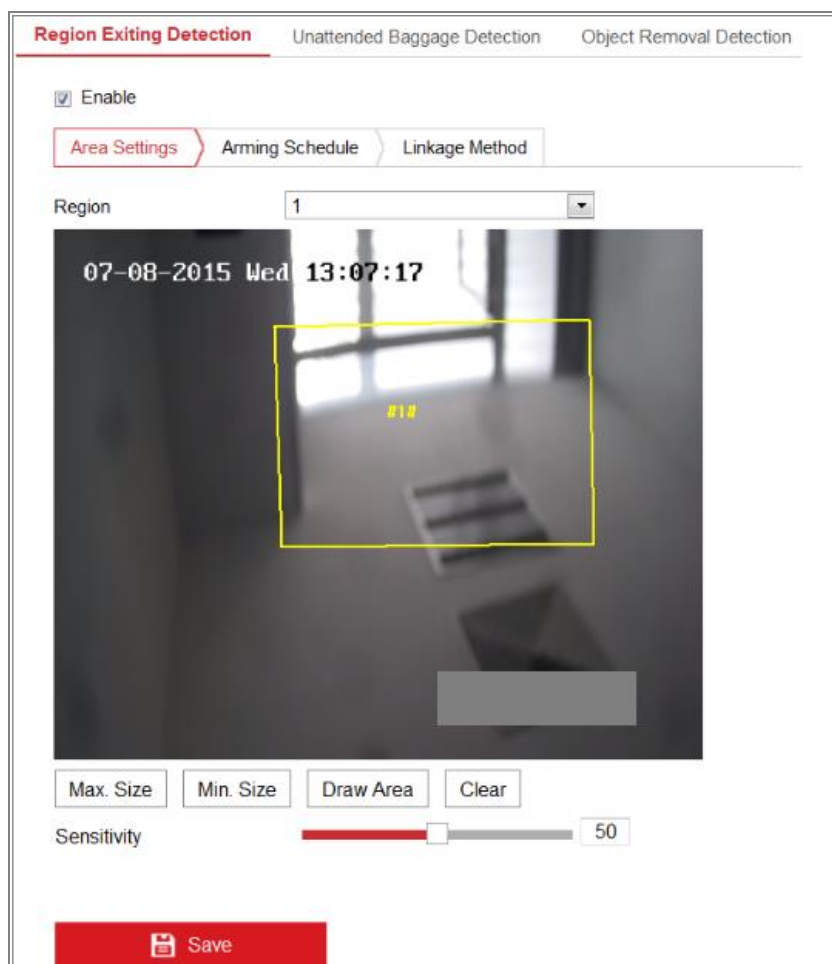 Region Exiting Detection Unattended Baggage Detection Object Removal Detection
Enable
Area Settings Arming Schedule Linkage Method
Region 1
07-08-2015 Wed 13:07:17
#1#
Max. Size Min. Size Draw Area Clear
Sensitivity 50
Save